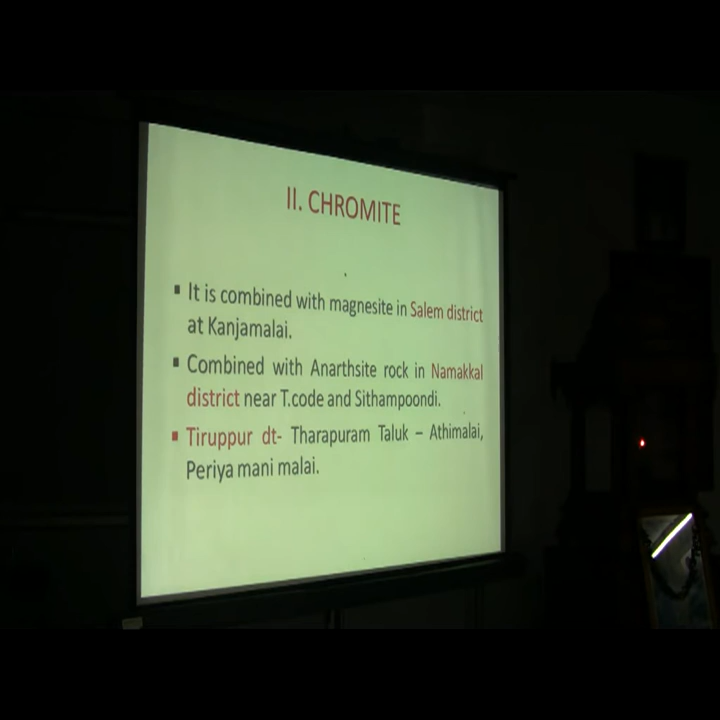 II. CHROMITE
▪ It is combined with magnesite in Salem district
at Kanjamalai.
▪ Combined with Anarthsite rock in Namakkal
district near T.code and Sithampoondi.
▪ Tiruppur dt- Tharapuram Taluk – Athimalai,
Periya mani malai.